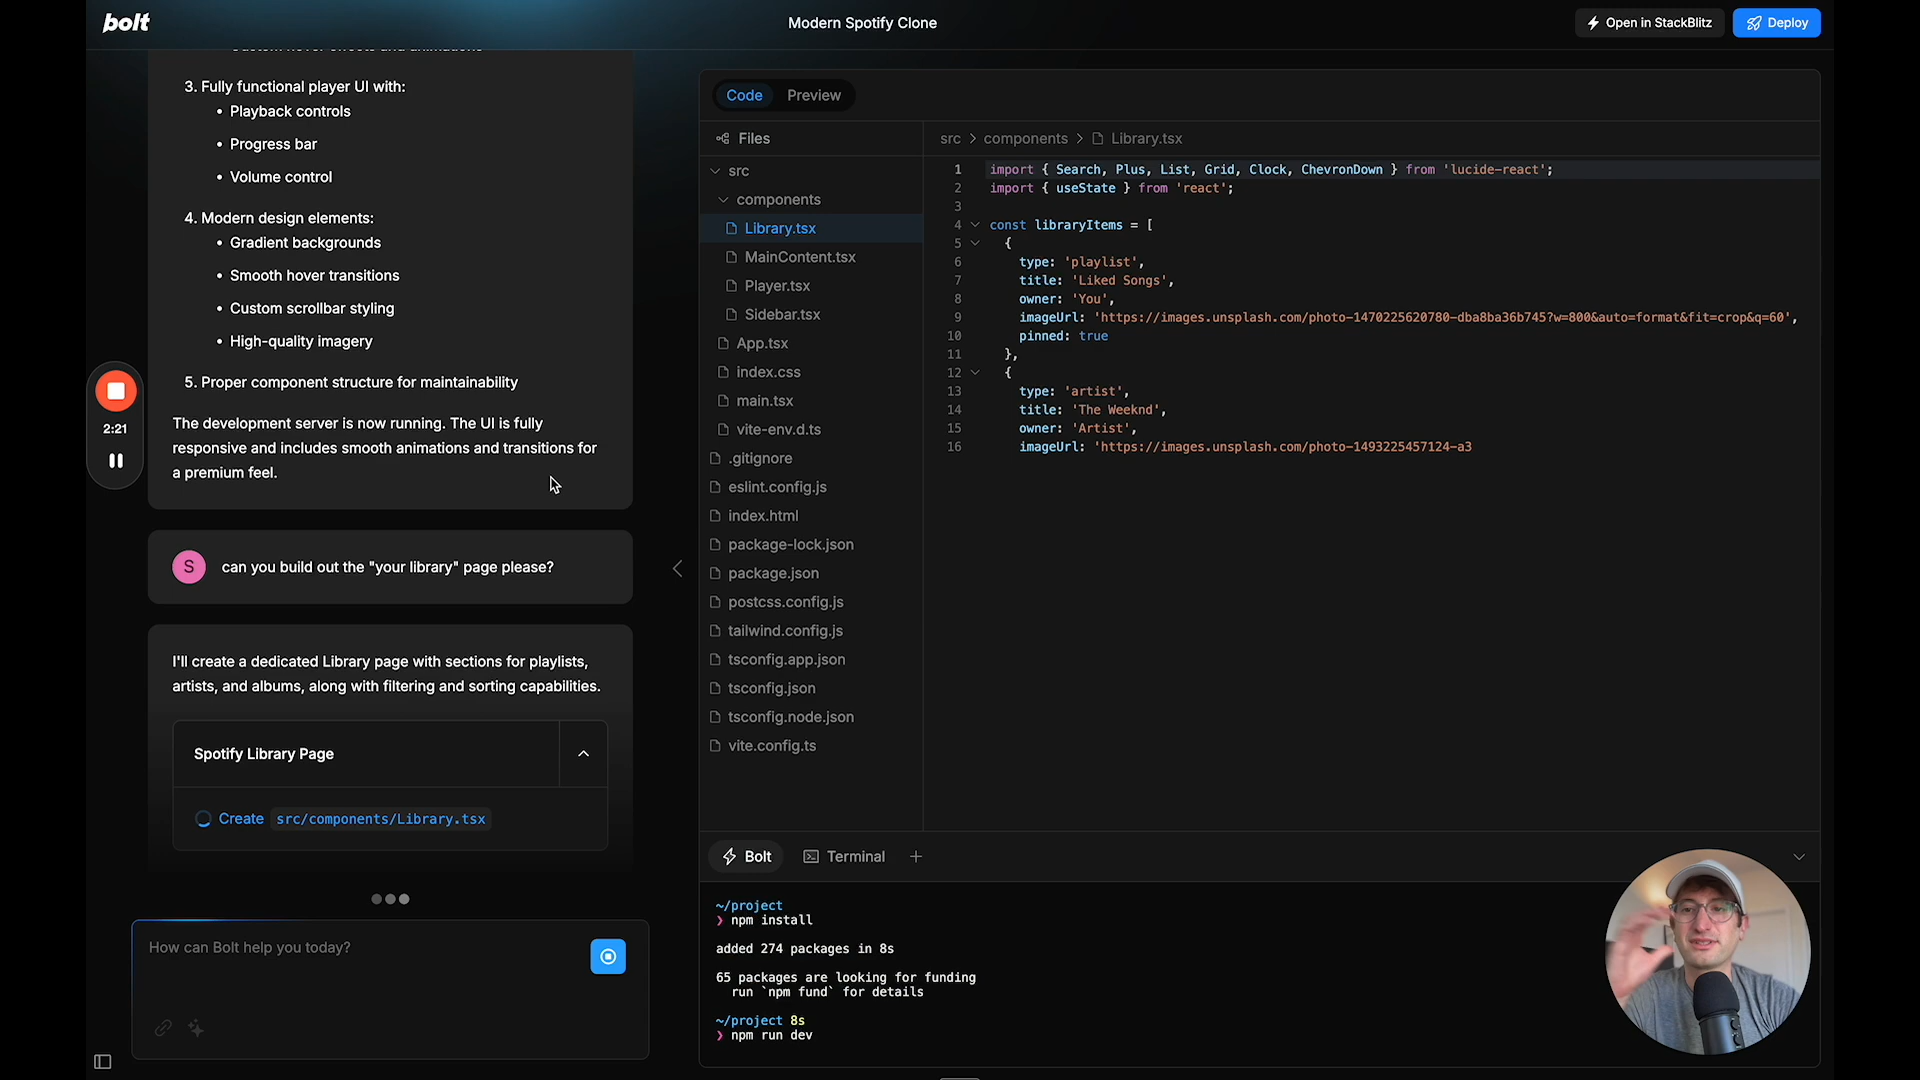 bolt
Modern Spotify Clone
Open in StackBlitz
Deploy
Custom hover effects and animations
3. Fully functional player UI with:
• Playback controls
• Progress bar
• Volume control
4. Modern design elements:
• Gradient backgrounds
• Smooth hover transitions
• Custom scrollbar styling
• High-quality imagery
5. Proper component structure for maintainability
The development server is now running. The UI is fully
responsive and includes smooth animations and transitions for
a premium feel.
2:21
S
can you build out the "your library" page please?
I'll create a dedicated Library page with sections for playlists,
artists, and albums, along with filtering and sorting capabilities.
Spotify Library Page
Create src/components/Library.tsx
How can Bolt help you today?
Code
Preview
Files
src
components
Library.tsx
MainContent.tsx
Player.tsx
Sidebar.tsx
App.tsx
index.css
main.tsx
vite-env.d.ts
.gitignore
eslint.config.js
index.html
package-lock.json
package.json
postcss.config.js
tailwind.config.js
tsconfig.app.json
tsconfig.json
tsconfig.node.json
vite.config.ts
src > components > Library.tsx
1 import { Search, Plus, List, Grid, Clock, ChevronDown } from 'lucide-react';
2 import { useState } from 'react';
3
4 const libraryItems = [
5 {
6 type: 'playlist',
7 title: 'Liked Songs',
8 owner: 'You',
9 imageUrl: 'https://images.unsplash.com/photo-1470225620780-dba8ba36b745?w=800&auto=format&fit=crop&q=60',
10 pinned: true
11 },
12 {
13 type: 'artist',
14 title: 'The Weeknd',
15 owner: 'Artist',
16 imageUrl: 'https://images.unsplash.com/photo-1493225457124-a3
Bolt
Terminal
~/project
❯ npm install
added 274 packages in 8s
65 packages are looking for funding
run `npm fund` for details
~/project 8s
❯ npm run dev